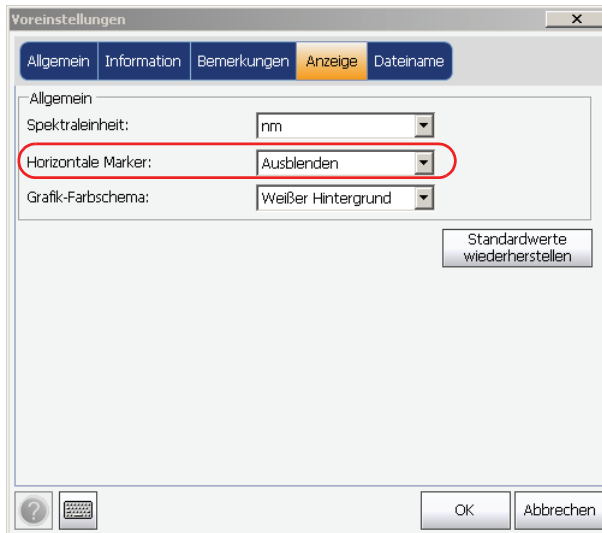 Voreinstellungen
Allgemein Information Bemerkungen Anzeige Dateiname
Allgemein
Spektraleinheit: nm
Horizontale Marker: Ausblenden
Grafik-Farbschema: Weißer Hintergrund
Standardwerte
wiederherstellen
? OK Abbrechen